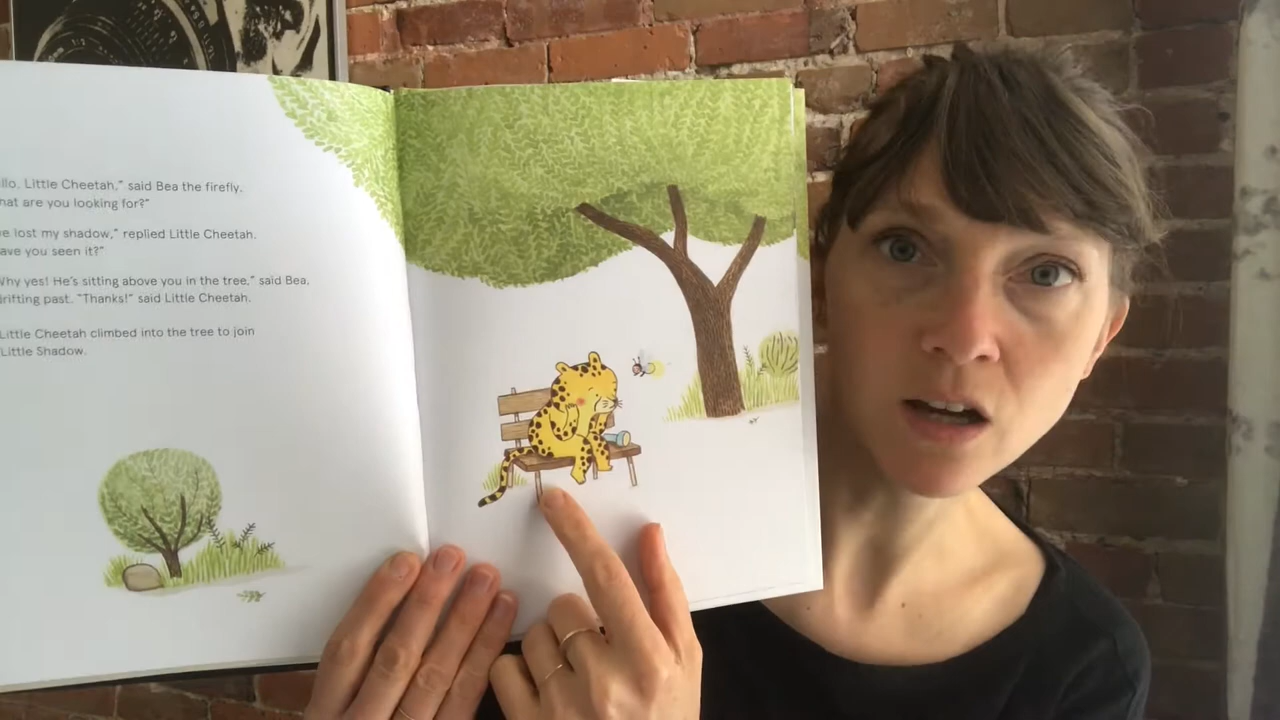 llo, Little Cheetah," said Bea the firefly.
hat are you looking for?"
ve lost my shadow," replied Little Cheetah.
ave you seen it?"
Why yes! He's sitting above you in the tree," said Bea,
drifting past. "Thanks!" said Little Cheetah.
Little Cheetah climbed into the tree to join
Little Shadow.